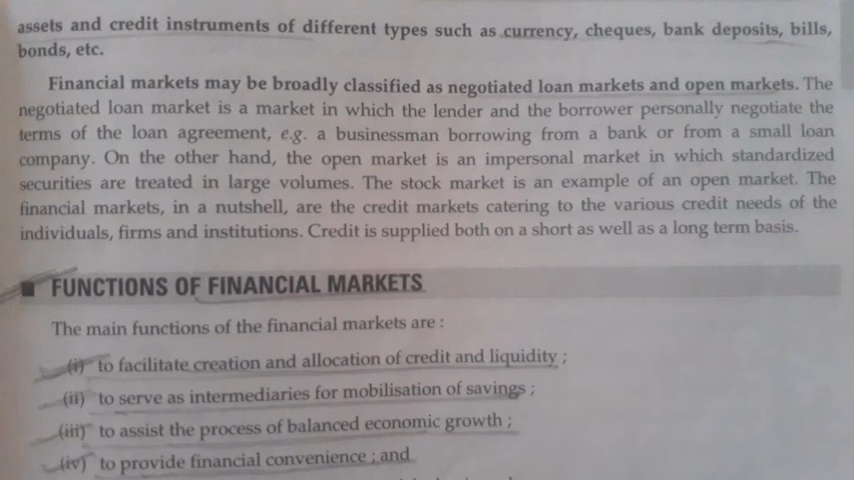 assets and credit instruments of different types such as currency, cheques, bank deposits, bills,
bonds, etc.
Financial markets may be broadly classified as negotiated loan markets and open markets. The
negotiated loan market is a market in which the lender and the borrower personally negotiate the
terms of the loan agreement, e.g. a businessman borrowing from a bank or from a small loan
company. On the other hand, the open market is an impersonal market in which standardized
securities are treated in large volumes. The stock market is an example of an open market. The
financial markets, in a nutshell, are the credit markets catering to the various credit needs of the
individuals, firms and institutions. Credit is supplied both on a short as well as a long term basis.
■ FUNCTIONS OF FINANCIAL MARKETS
The main functions of the financial markets are :
(i) to facilitate creation and allocation of credit and liquidity ;
(ii) to serve as intermediaries for mobilisation of savings ;
(iii) to assist the process of balanced economic growth ;
(iv) to provide financial convenience ; and